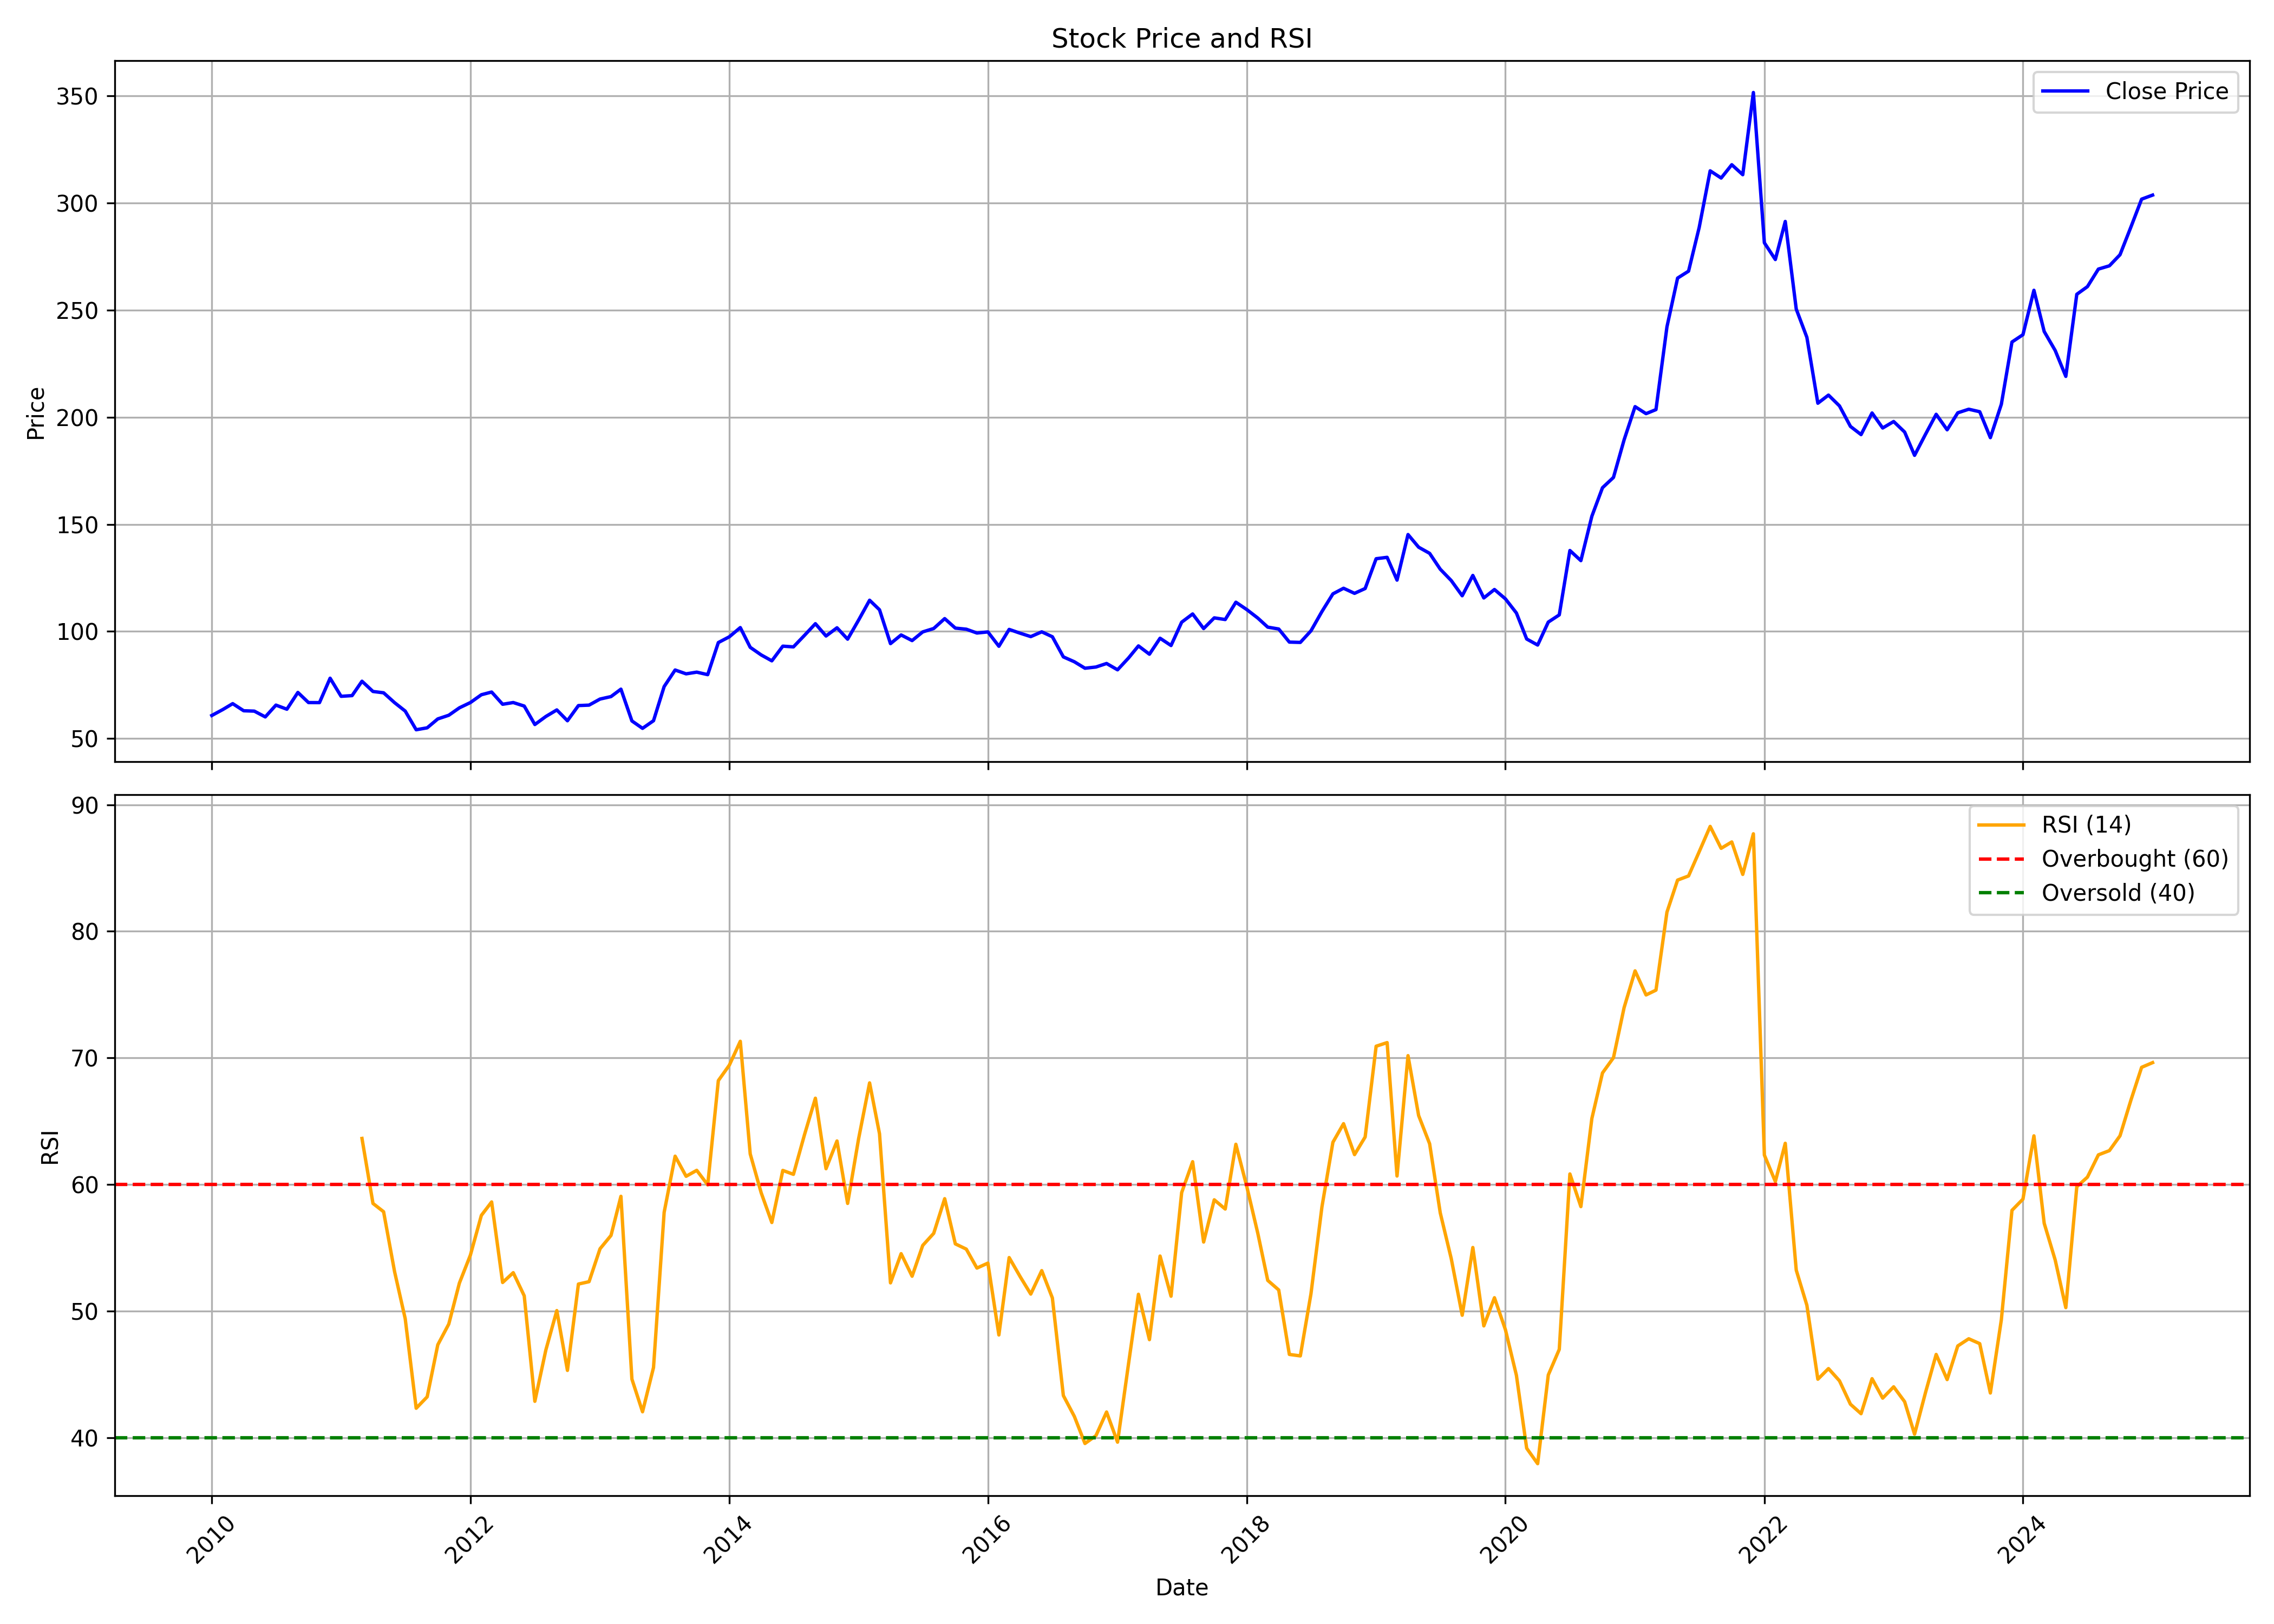 Stock Price and RSI
350
300
250
200
150
100
50
Price
Close Price
90
80
70
60
50
40
RSI
RSI (14)
Overbought (60)
Oversold (40)
2010
2012
2014
2016
2018
2020
2022
2024
Date